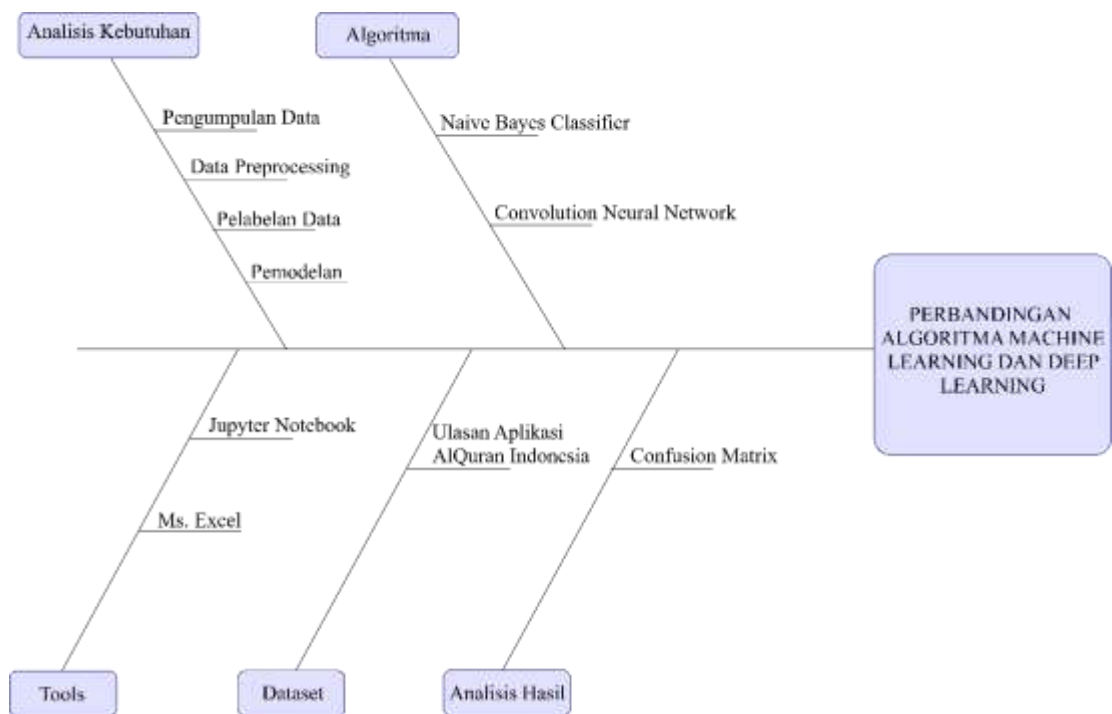 Analisis Kebutuhan
Algoritma
Pengumpulan Data
Data Preprocessing
Pelabelan Data
Pemodelan
Naive Bayes Classifier
Convolution Neural Network
PERBANDINGAN
ALGORITMA MACHINE
LEARNING DAN DEEP
LEARNING
Jupyter Notebook
Ms. Excel
Ulasan Aplikasi
AlQuran Indonesia
Confusion Matrix
Tools
Dataset
Analisis Hasil